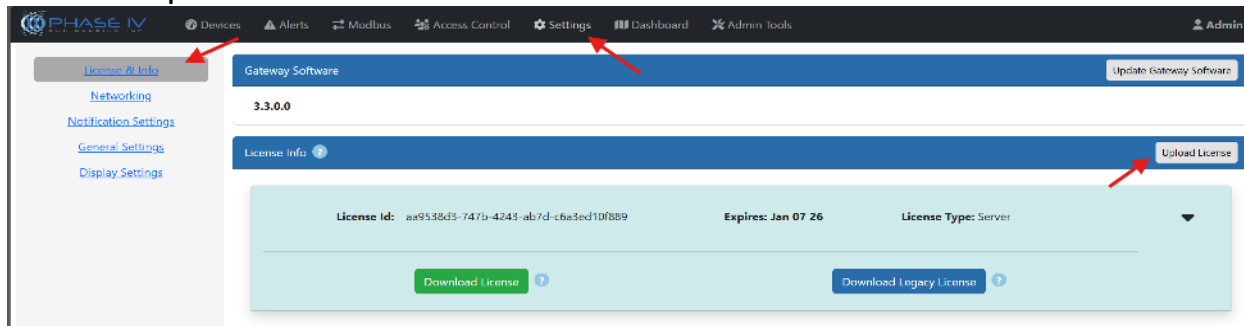 PHASE IV
Devices Alerts Modbus Access Control Settings Dashboard Admin Tools Admin
License & Info
Networking
Notification Settings
General Settings
Display Settings
Gateway Software Update Gateway Software
3.3.0.0
License Info ? Upload License
License Id: aa9538d3-747b-4243-ab7d-c6a3ed10f889 Expires: Jan 07 26 License Type: Server
Download License ? Download Legacy License ?